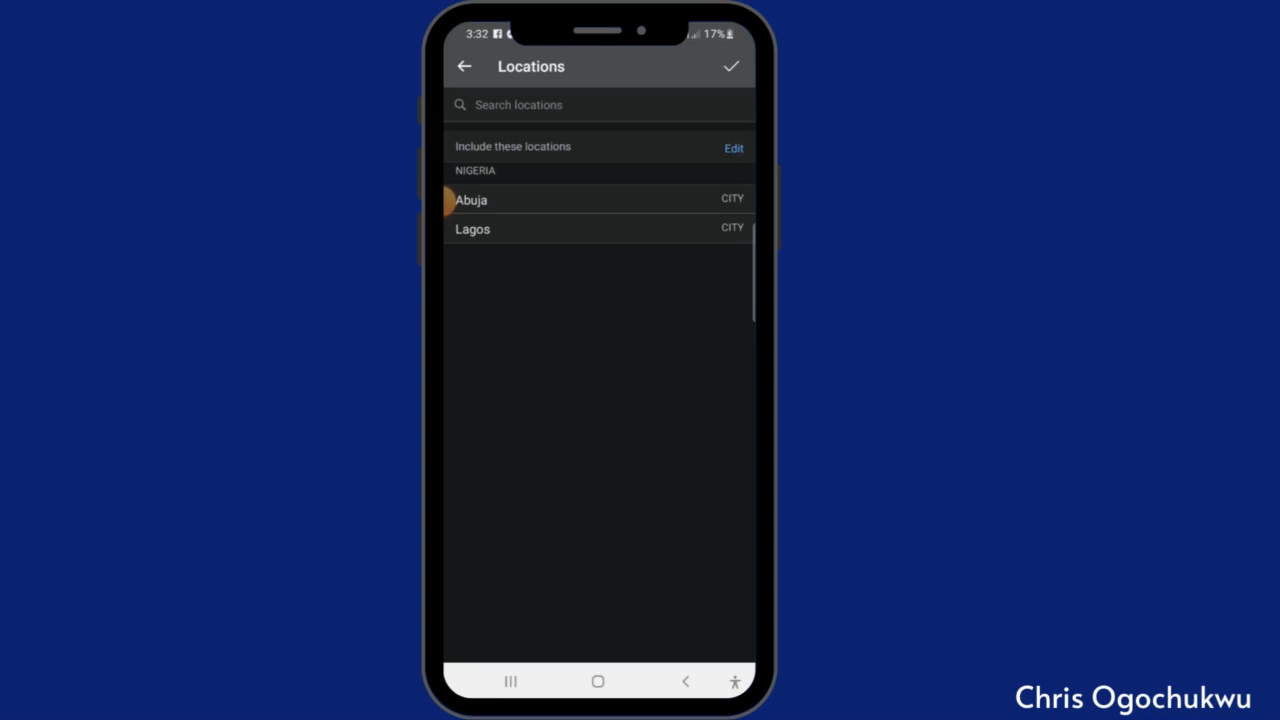 3:32
17%
Locations
Search locations
Include these locations
Edit
NIGERIA
Abuja
CITY
Lagos
CITY
Chris Ogochukwu